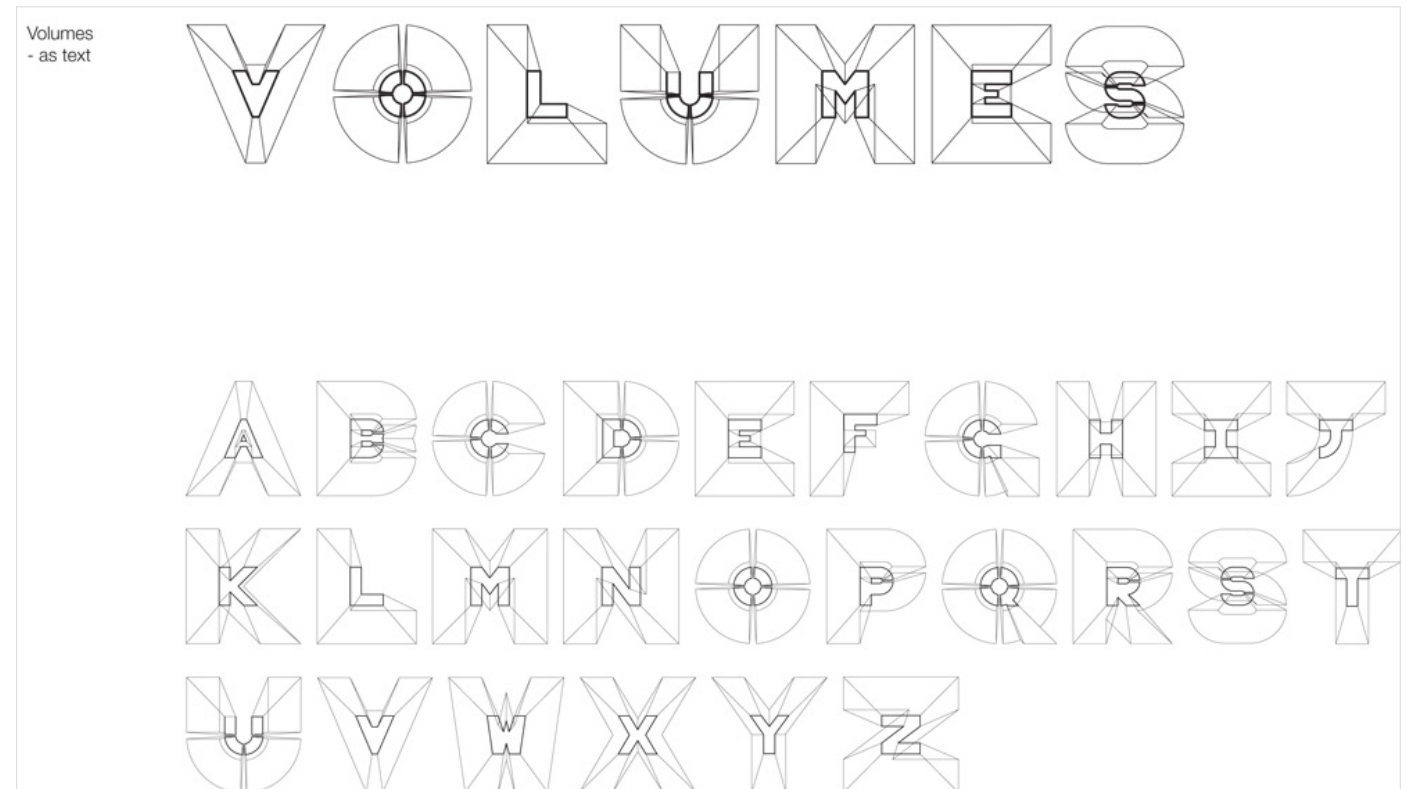 Volumes
- as text
VOLUMES
ABCDEFGHIJ
KLMNOPQRST
UVWXYZ